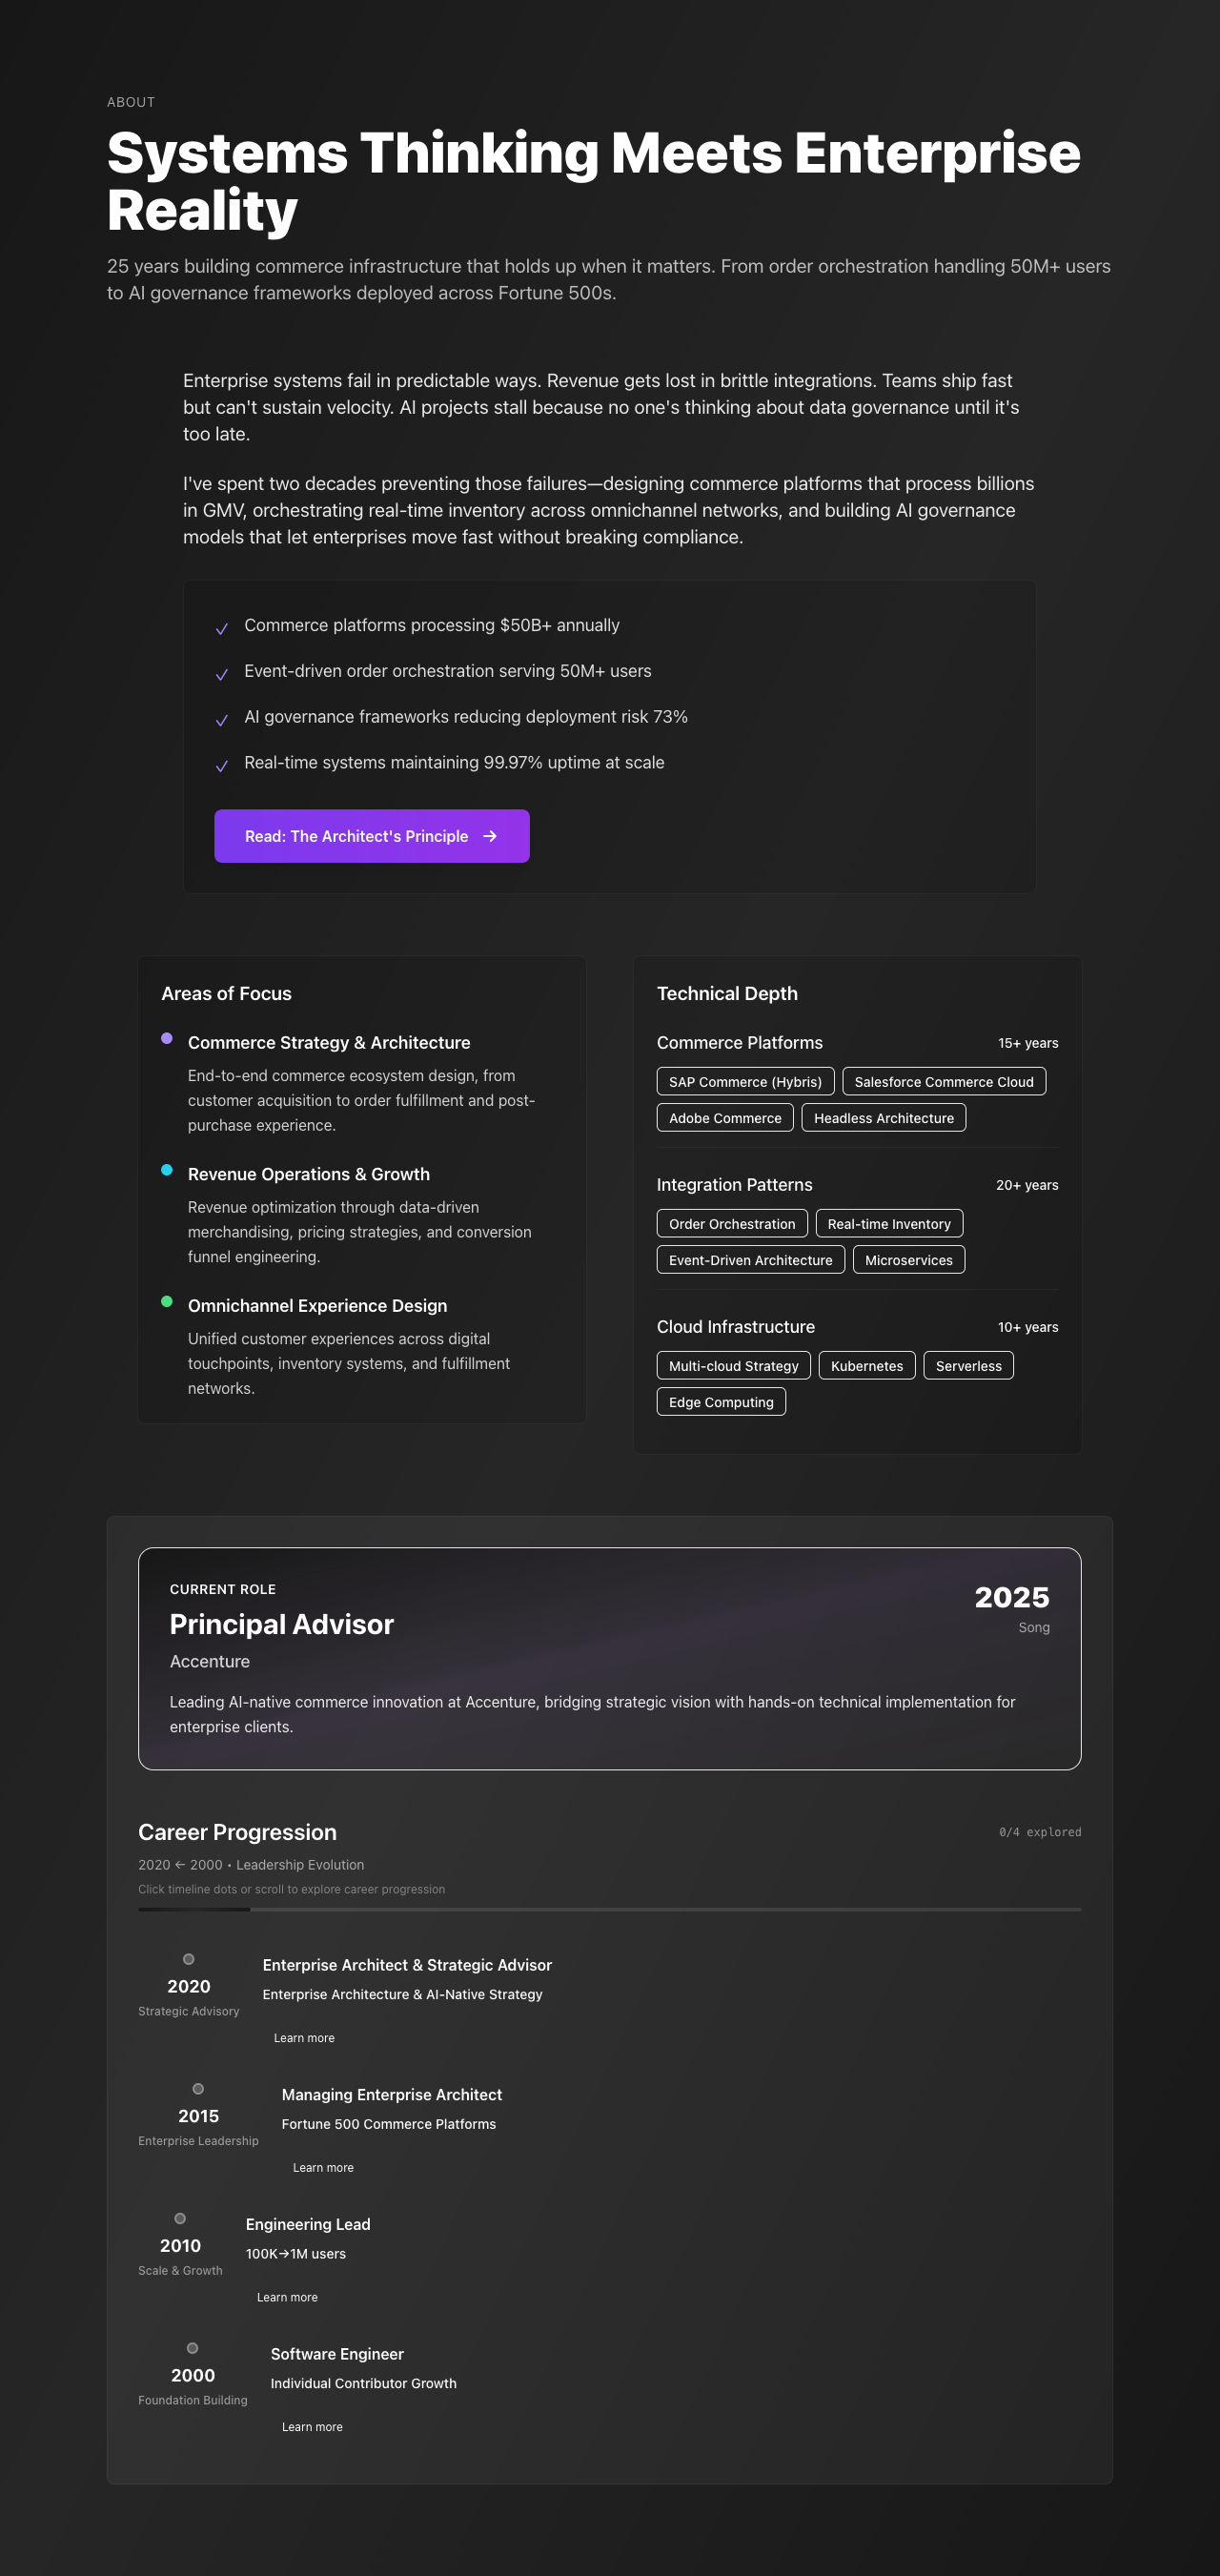 ABOUT
Systems Thinking Meets Enterprise
Reality
25 years building commerce infrastructure that holds up when it matters. From order orchestration handling 50M+ users
to AI governance frameworks deployed across Fortune 500s.
Enterprise systems fail in predictable ways. Revenue gets lost in brittle integrations. Teams ship fast
but can't sustain velocity. AI projects stall because no one's thinking about data governance until it's
too late.
I've spent two decades preventing those failures—designing commerce platforms that process billions
in GMV, orchestrating real-time inventory across omnichannel networks, and building AI governance
models that let enterprises move fast without breaking compliance.
✓ Commerce platforms processing $50B+ annually
✓ Event-driven order orchestration serving 50M+ users
✓ AI governance frameworks reducing deployment risk 73%
✓ Real-time systems maintaining 99.97% uptime at scale
Read: The Architect's Principle →
Areas of Focus
Commerce Strategy & Architecture
End-to-end commerce ecosystem design, from
customer acquisition to order fulfillment and post-
purchase experience.
Revenue Operations & Growth
Revenue optimization through data-driven
merchandising, pricing strategies, and conversion
funnel engineering.
Omnichannel Experience Design
Unified customer experiences across digital
touchpoints, inventory systems, and fulfillment
networks.
Technical Depth
Commerce Platforms 15+ years
SAP Commerce (Hybris) Salesforce Commerce Cloud
Adobe Commerce Headless Architecture
Integration Patterns 20+ years
Order Orchestration Real-time Inventory
Event-Driven Architecture Microservices
Cloud Infrastructure 10+ years
Multi-cloud Strategy Kubernetes Serverless
Edge Computing
CURRENT ROLE
Principal Advisor
Accenture
2025
Song
Leading AI-native commerce innovation at Accenture, bridging strategic vision with hands-on technical implementation for
enterprise clients.
Career Progression 0/4 explored
2020 ← 2000 • Leadership Evolution
Click timeline dots or scroll to explore career progression
2020
Strategic Advisory
Enterprise Architect & Strategic Advisor
Enterprise Architecture & AI-Native Strategy
Learn more
2015
Enterprise Leadership
Managing Enterprise Architect
Fortune 500 Commerce Platforms
Learn more
2010
Scale & Growth
Engineering Lead
100K→1M users
Learn more
2000
Foundation Building
Software Engineer
Individual Contributor Growth
Learn more